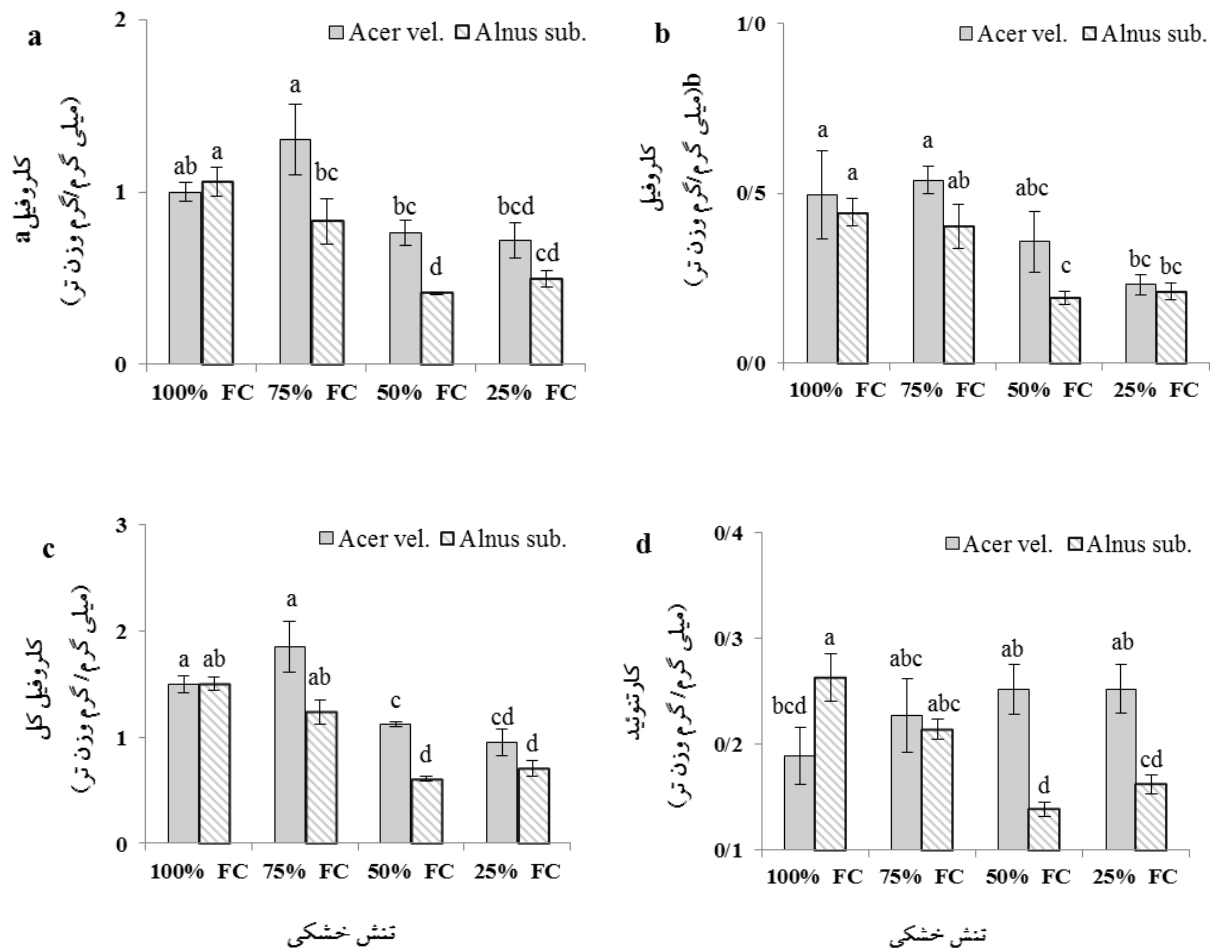 a
Acer vel. Alnus sub.
2
1
0
کلروفیل a
(میلی گرم/گرم وزن تر)
ab a a bc bc d bcd cd
100% FC 75% FC 50% FC 25% FC
b
Acer vel. Alnus sub.
1/0
0/5
0/0
کلروفیل b(میلی گرم/گرم وزن تر)
a a a ab abc c bc bc
100% FC 75% FC 50% FC 25% FC
c
Acer vel. Alnus sub.
3
2
1
0
کلروفیل کل
(میلی گرم/ گرم وزن تر)
a ab a ab c d cd d
100% FC 75% FC 50% FC 25% FC
تنش خشکی
d
Acer vel. Alnus sub.
0/4
0/3
0/2
0/1
کارتنوئید
(میلی گرم/ گرم وزن تر)
bcd a abc abc ab d ab cd
100% FC 75% FC 50% FC 25% FC
تنش خشکی